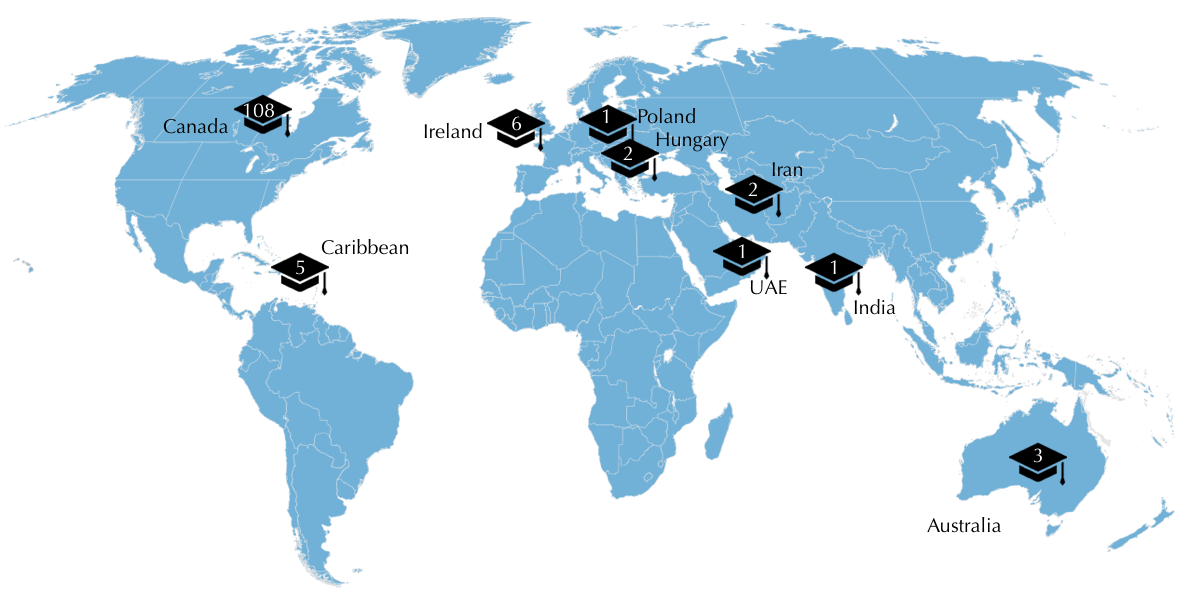 108
Canada
6
Ireland
1
Poland
2
Hungary
2
Iran
5
Caribbean
1
UAE
1
India
3
Australia